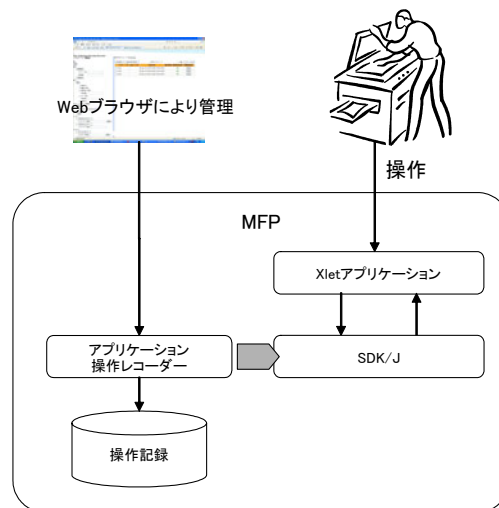 Webブラウザにより管理
操作
MFP
Xletアプリケーション
アプリケーション
操作レコーダー
SDK/J
操作記録